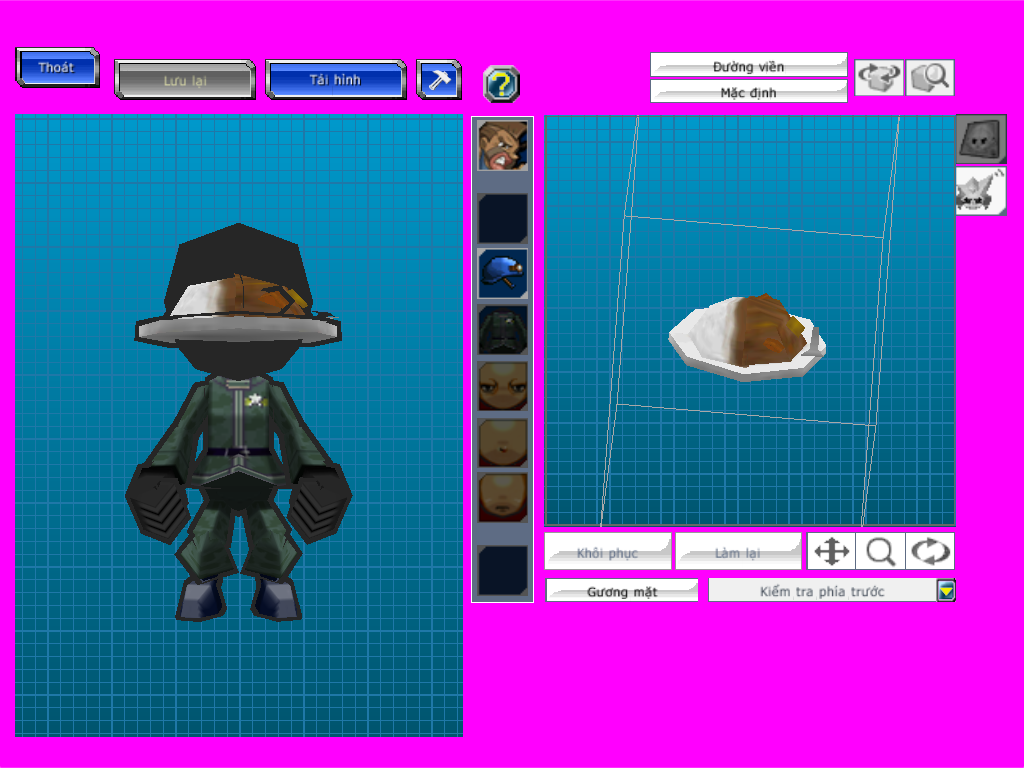 Thoát
Lưu lại
Tải hình
Đường viền
Mặc định
Khôi phục
Làm lại
Gương mặt
Kiểm tra phía trước